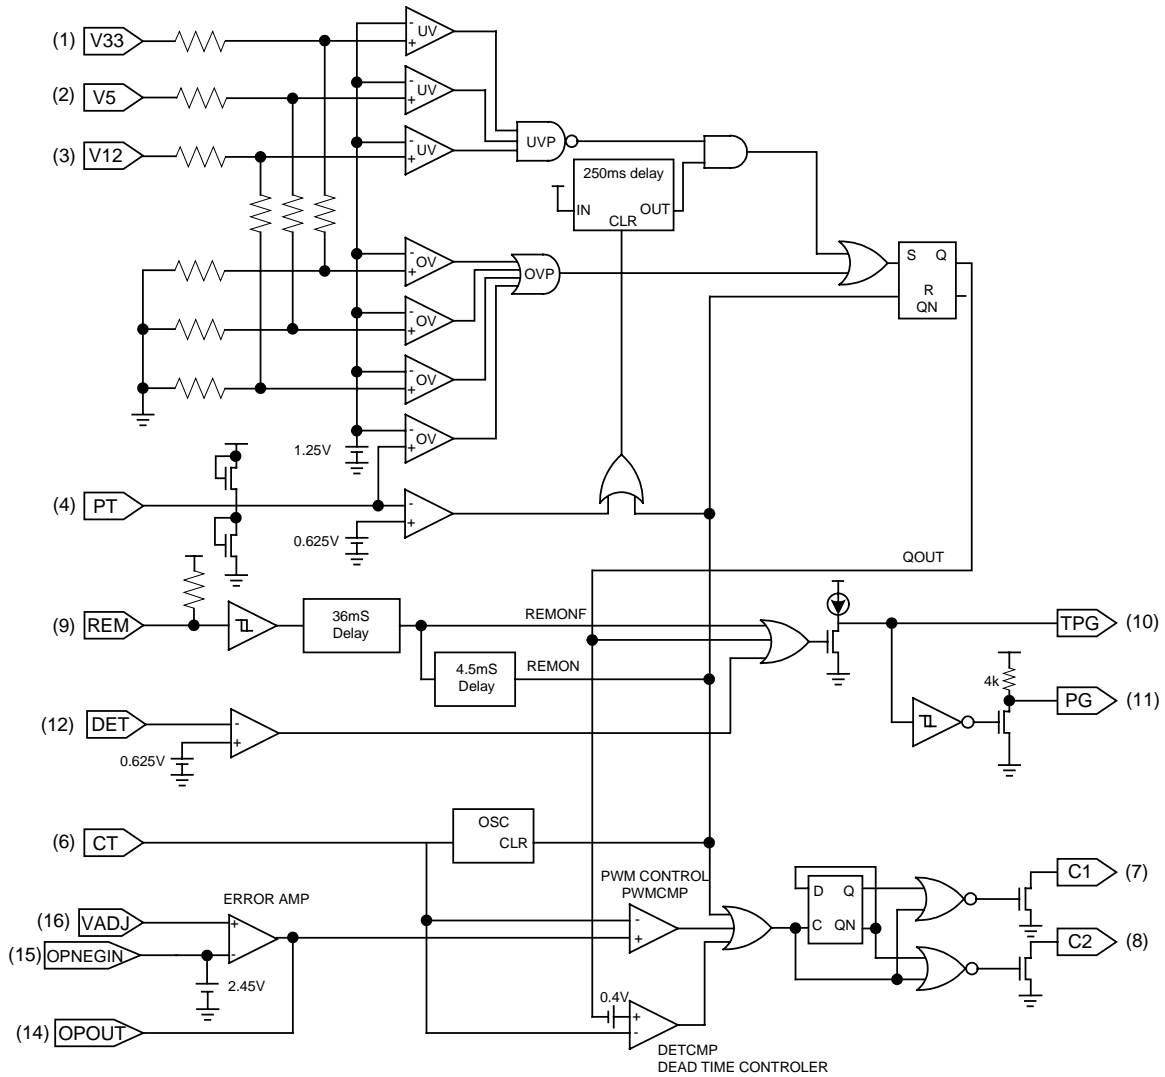 (1) V33
UV
- +
(2) V5
UV
- +
(3) V12
UV
- +
UVP
250ms delay
IN OUT
CLR
OV
- +
OVP
OV
- +
OV
- +
OV
- +
1.25V
S Q
R
QN
(4) PT
- +
0.625V
QOUT
(9) REM
36mS
Delay
REMONF
4.5mS
Delay
REMON
TPG (10)
4k
PG (11)
(12) DET
- +
0.625V
(6) CT
OSC
CLR
PWM CONTROL
PWMCMP
- +
ERROR AMP
(16) VADJ
+ -
(15) OPNEGIN
2.45V
(14) OPOUT
0.4V
+ -
DETCMP
DEAD TIME CONTROLER
D Q
C QN
C1 (7)
C2 (8)